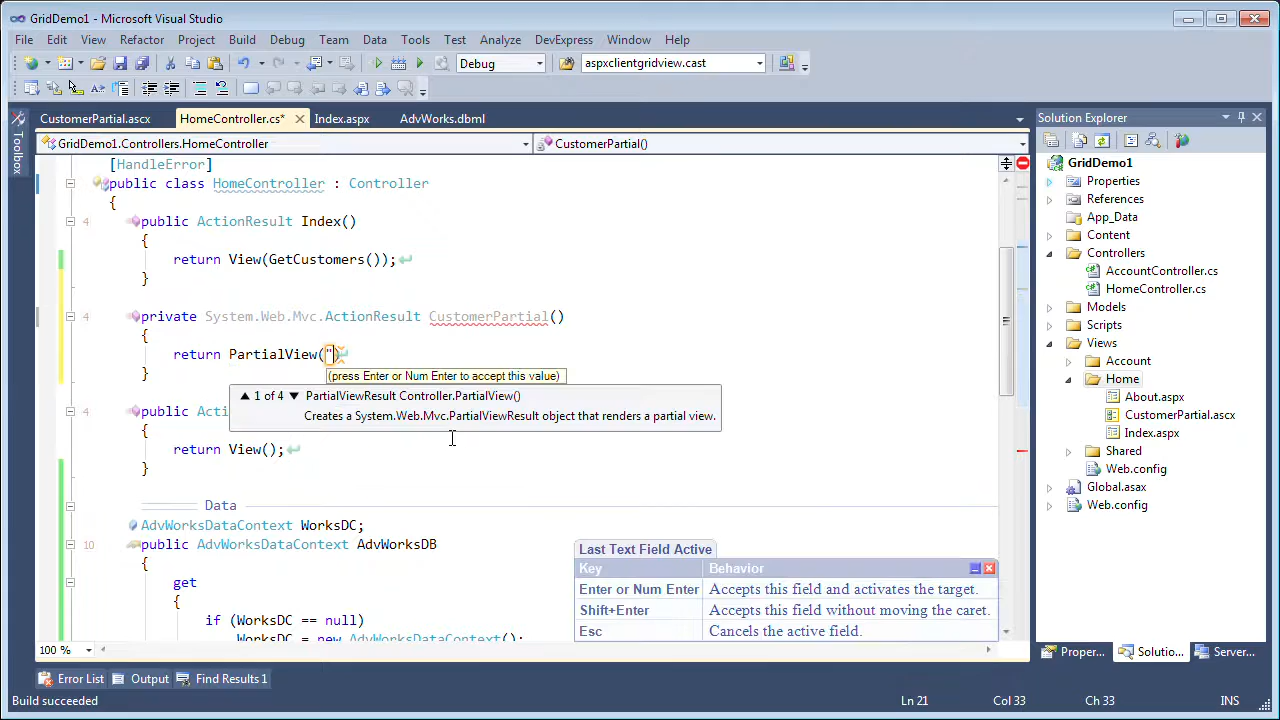 GridDemo1 - Microsoft Visual Studio
File Edit View Refactor Project Build Debug Team Data Tools Test Analyze DevExpress Window Help
Debug aspxclientgridview.cast
CustomerPartial.ascx HomeController.cs* Index.aspx AdvWorks.dbml
GridDemo1.Controllers.HomeController CustomerPartial()
Toolbox
[HandleError]
public class HomeController : Controller
{
4 public ActionResult Index()
{
return View(GetCustomers());
}
4 private System.Web.Mvc.ActionResult CustomerPartial()
{
return PartialView("
}
(press Enter or Num Enter to accept this value)
1 of 4 PartialViewResult Controller.PartialView()
Creates a System.Web.Mvc.PartialViewResult object that renders a partial view.
4 public Acti
{
return View();
}
Data
AdvWorksDataContext WorksDC;
10 public AdvWorksDataContext AdvWorksDB
{
get
{
if (WorksDC == null)
WorksDC = new AdvWorksDataContext();
Last Text Field Active
Key Behavior
Enter or Num Enter Accepts this field and activates the target.
Shift+Enter Accepts this field without moving the caret.
Esc Cancels the active field.
100 %
Solution Explorer
GridDemo1
Properties
References
App_Data
Content
Controllers
AccountController.cs
HomeController.cs
Models
Scripts
Views
Account
Home
About.aspx
CustomerPartial.ascx
Index.aspx
Shared
Web.config
Global.asax
Web.config
Proper... Solutio... Server...
Error List Output Find Results 1
Build succeeded Ln 21 Col 33 Ch 33 INS